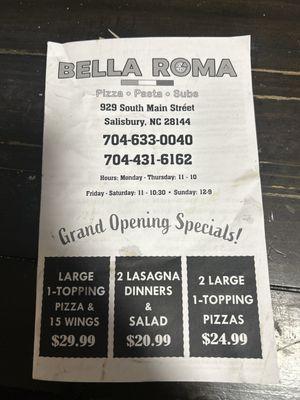 BELLA ROMA
Pizza • Pasta • Subs
929 South Main Street
Salisbury, NC 28144
704-633-0040
704-431-6162
Hours: Monday - Thursday: 11 - 10
Friday - Saturday: 11 - 10:30 • Sunday: 12-9
Grand Opening Specials!
LARGE
1-TOPPING
PIZZA &
15 WINGS
$29.99
2 LASAGNA
DINNERS
&
SALAD
$20.99
2 LARGE
1-TOPPING
PIZZAS
$24.99